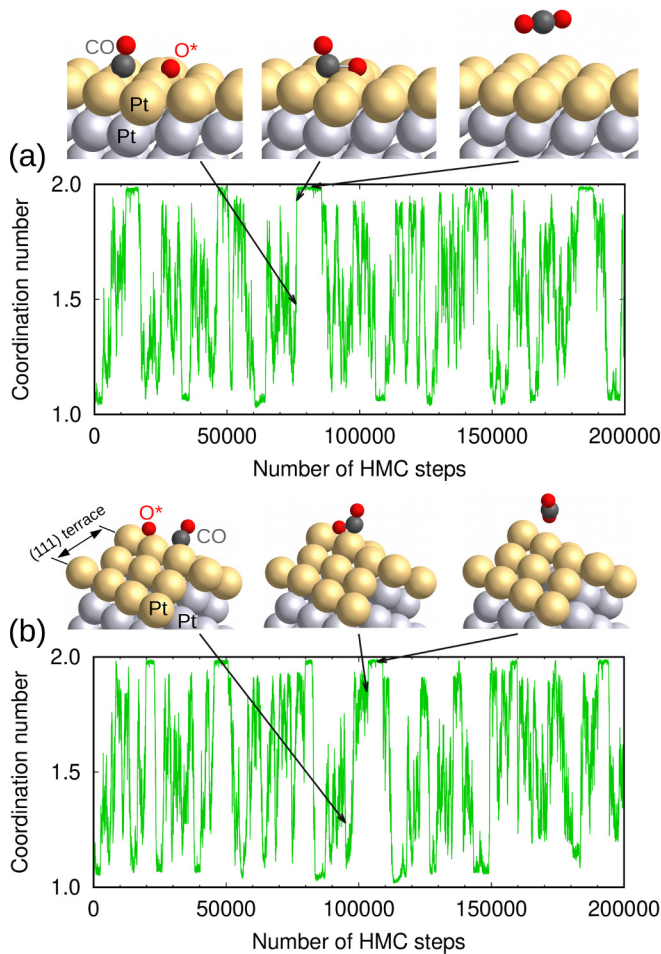 CO
O*
Pt
Pt
(a)
2.0
1.5
1.0
Coordination number
0
50000
100000
150000
200000
Number of HMC steps
(111) terrace
O*
CO
Pt
Pt
(b)
2.0
1.5
1.0
Coordination number
0
50000
100000
150000
200000
Number of HMC steps